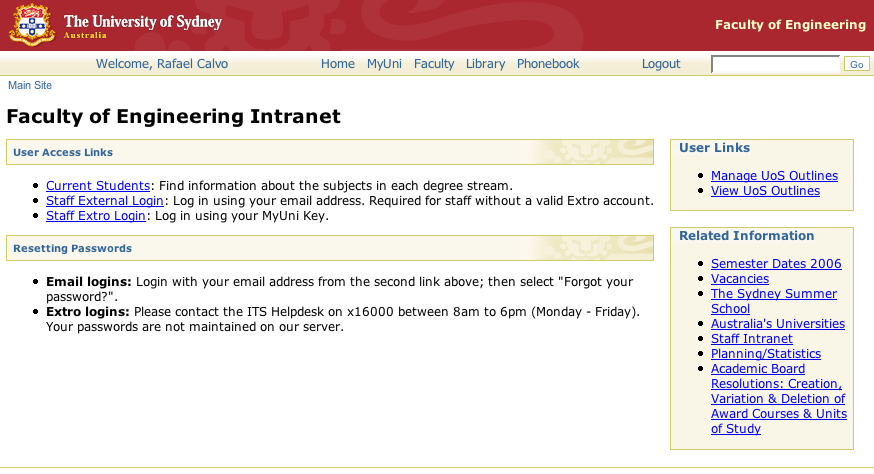 The University of Sydney
Australia
Faculty of Engineering
Welcome, Rafael Calvo
Home MyUni Faculty Library Phonebook
Logout
Go
Main Site
Faculty of Engineering Intranet
User Access Links
Current Students: Find information about the subjects in each degree stream.
Staff External Login: Log in using your email address. Required for staff without a valid Extro account.
Staff Extro Login: Log in using your MyUni Key.
Resetting Passwords
Email logins: Login with your email address from the second link above; then select "Forgot your
password?".
Extro logins: Please contact the ITS Helpdesk on x16000 between 8am to 6pm (Monday - Friday).
Your passwords are not maintained on our server.
User Links
Manage UoS Outlines
View UoS Outlines
Related Information
Semester Dates 2006
Vacancies
The Sydney Summer
School
Australia's Universities
Staff Intranet
Planning/Statistics
Academic Board
Resolutions: Creation,
Variation & Deletion of
Award Courses & Units
of Study